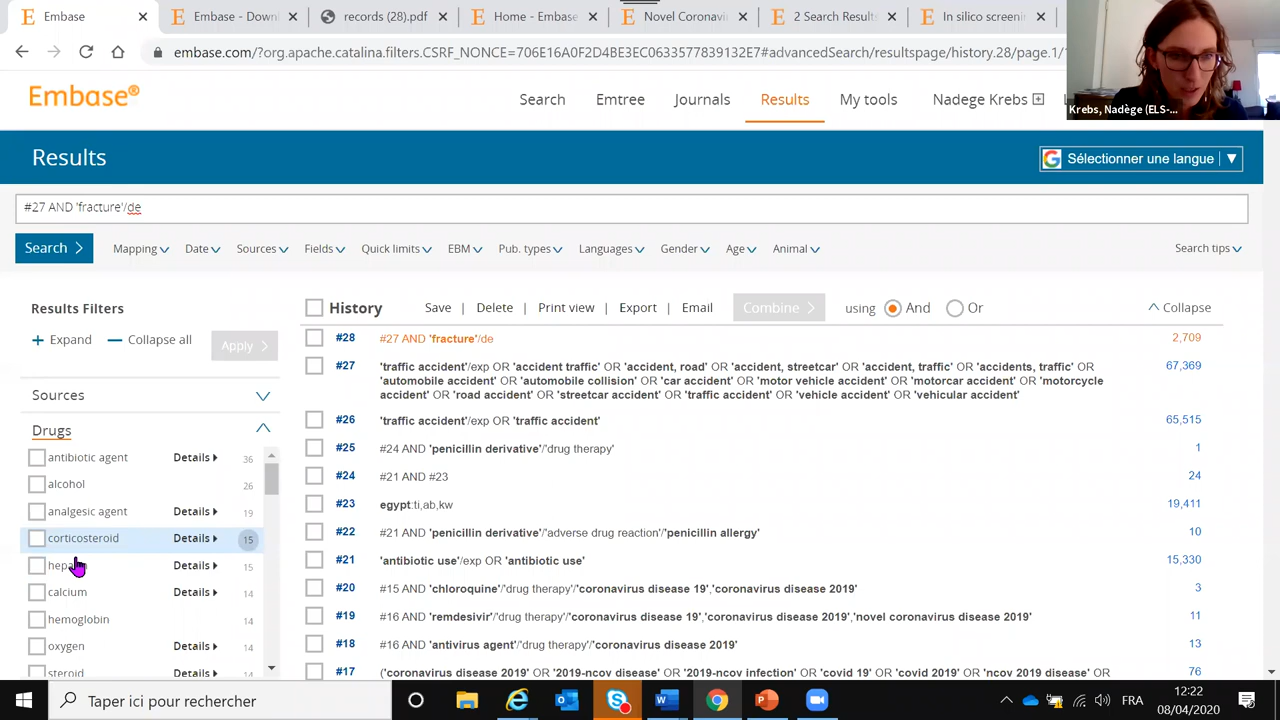 Embase
Embase - Down
records (28).pdf
Home - Embase
Novel Coronavi
2 Search Results
In silico screeni
embase.com/?org.apache.catalina.filters.CSRF_NONCE=706E16A0F2D4BE3EC0633577839132E7#advancedSearch/resultspage/history.28/page.1/
Krebs, Nadège (ELS-...
Embase®
Search
Emtree
Journals
Results
My tools
Nadege Krebs
Results
Sélectionner une langue
#27 AND 'fracture'/de
Search
Mapping
Date
Sources
Fields
Quick limits
EBM
Pub. types
Languages
Gender
Age
Animal
Search tips
Results Filters
+ Expand
— Collapse all
Apply
Sources
Drugs
antibiotic agent Details 36
alcohol 26
analgesic agent Details 19
corticosteroid Details 15
Details 15
calcium Details 14
hemoglobin 14
oxygen Details 14
steroid Details 14
History
Save | Delete | Print view | Export | Email
Combine
using And Or
Collapse
#28 #27 AND 'fracture'/de 2,709
#27 'traffic accident'/exp OR 'accident traffic' OR 'accident, road' OR 'accident, streetcar' OR 'accident, traffic' OR 'accidents, traffic' OR 67,369
'automobile accident' OR 'automobile collision' OR 'car accident' OR 'motor vehicle accident' OR 'motorcar accident' OR 'motorcycle
accident' OR 'road accident' OR 'streetcar accident' OR 'traffic accident' OR 'vehicle accident' OR 'vehicular accident'
#26 'traffic accident'/exp OR 'traffic accident' 65,515
#25 #24 AND 'penicillin derivative'/'drug therapy' 1
#24 #21 AND #23 24
#23 egypt:ti,ab,kw 19,411
#22 #21 AND 'penicillin derivative'/'adverse drug reaction'/'penicillin allergy' 10
#21 'antibiotic use'/exp OR 'antibiotic use' 15,330
#20 #15 AND 'chloroquine'/'drug therapy'/'coronavirus disease 19','coronavirus disease 2019' 3
#19 #16 AND 'remdesivir'/'drug therapy'/'coronavirus disease 19','coronavirus disease 2019','novel coronavirus disease 2019' 11
#18 #16 AND 'antivirus agent'/'drug therapy'/'coronavirus disease 2019' 13
#17 ('coronavirus disease 2019' OR '2019-ncov disease' OR '2019-ncov infection' OR 'covid 19' OR 'covid 2019' OR 'ncov 2019 disease' OR 76
Taper ici pour rechercher
FRA
12:22
08/04/2020